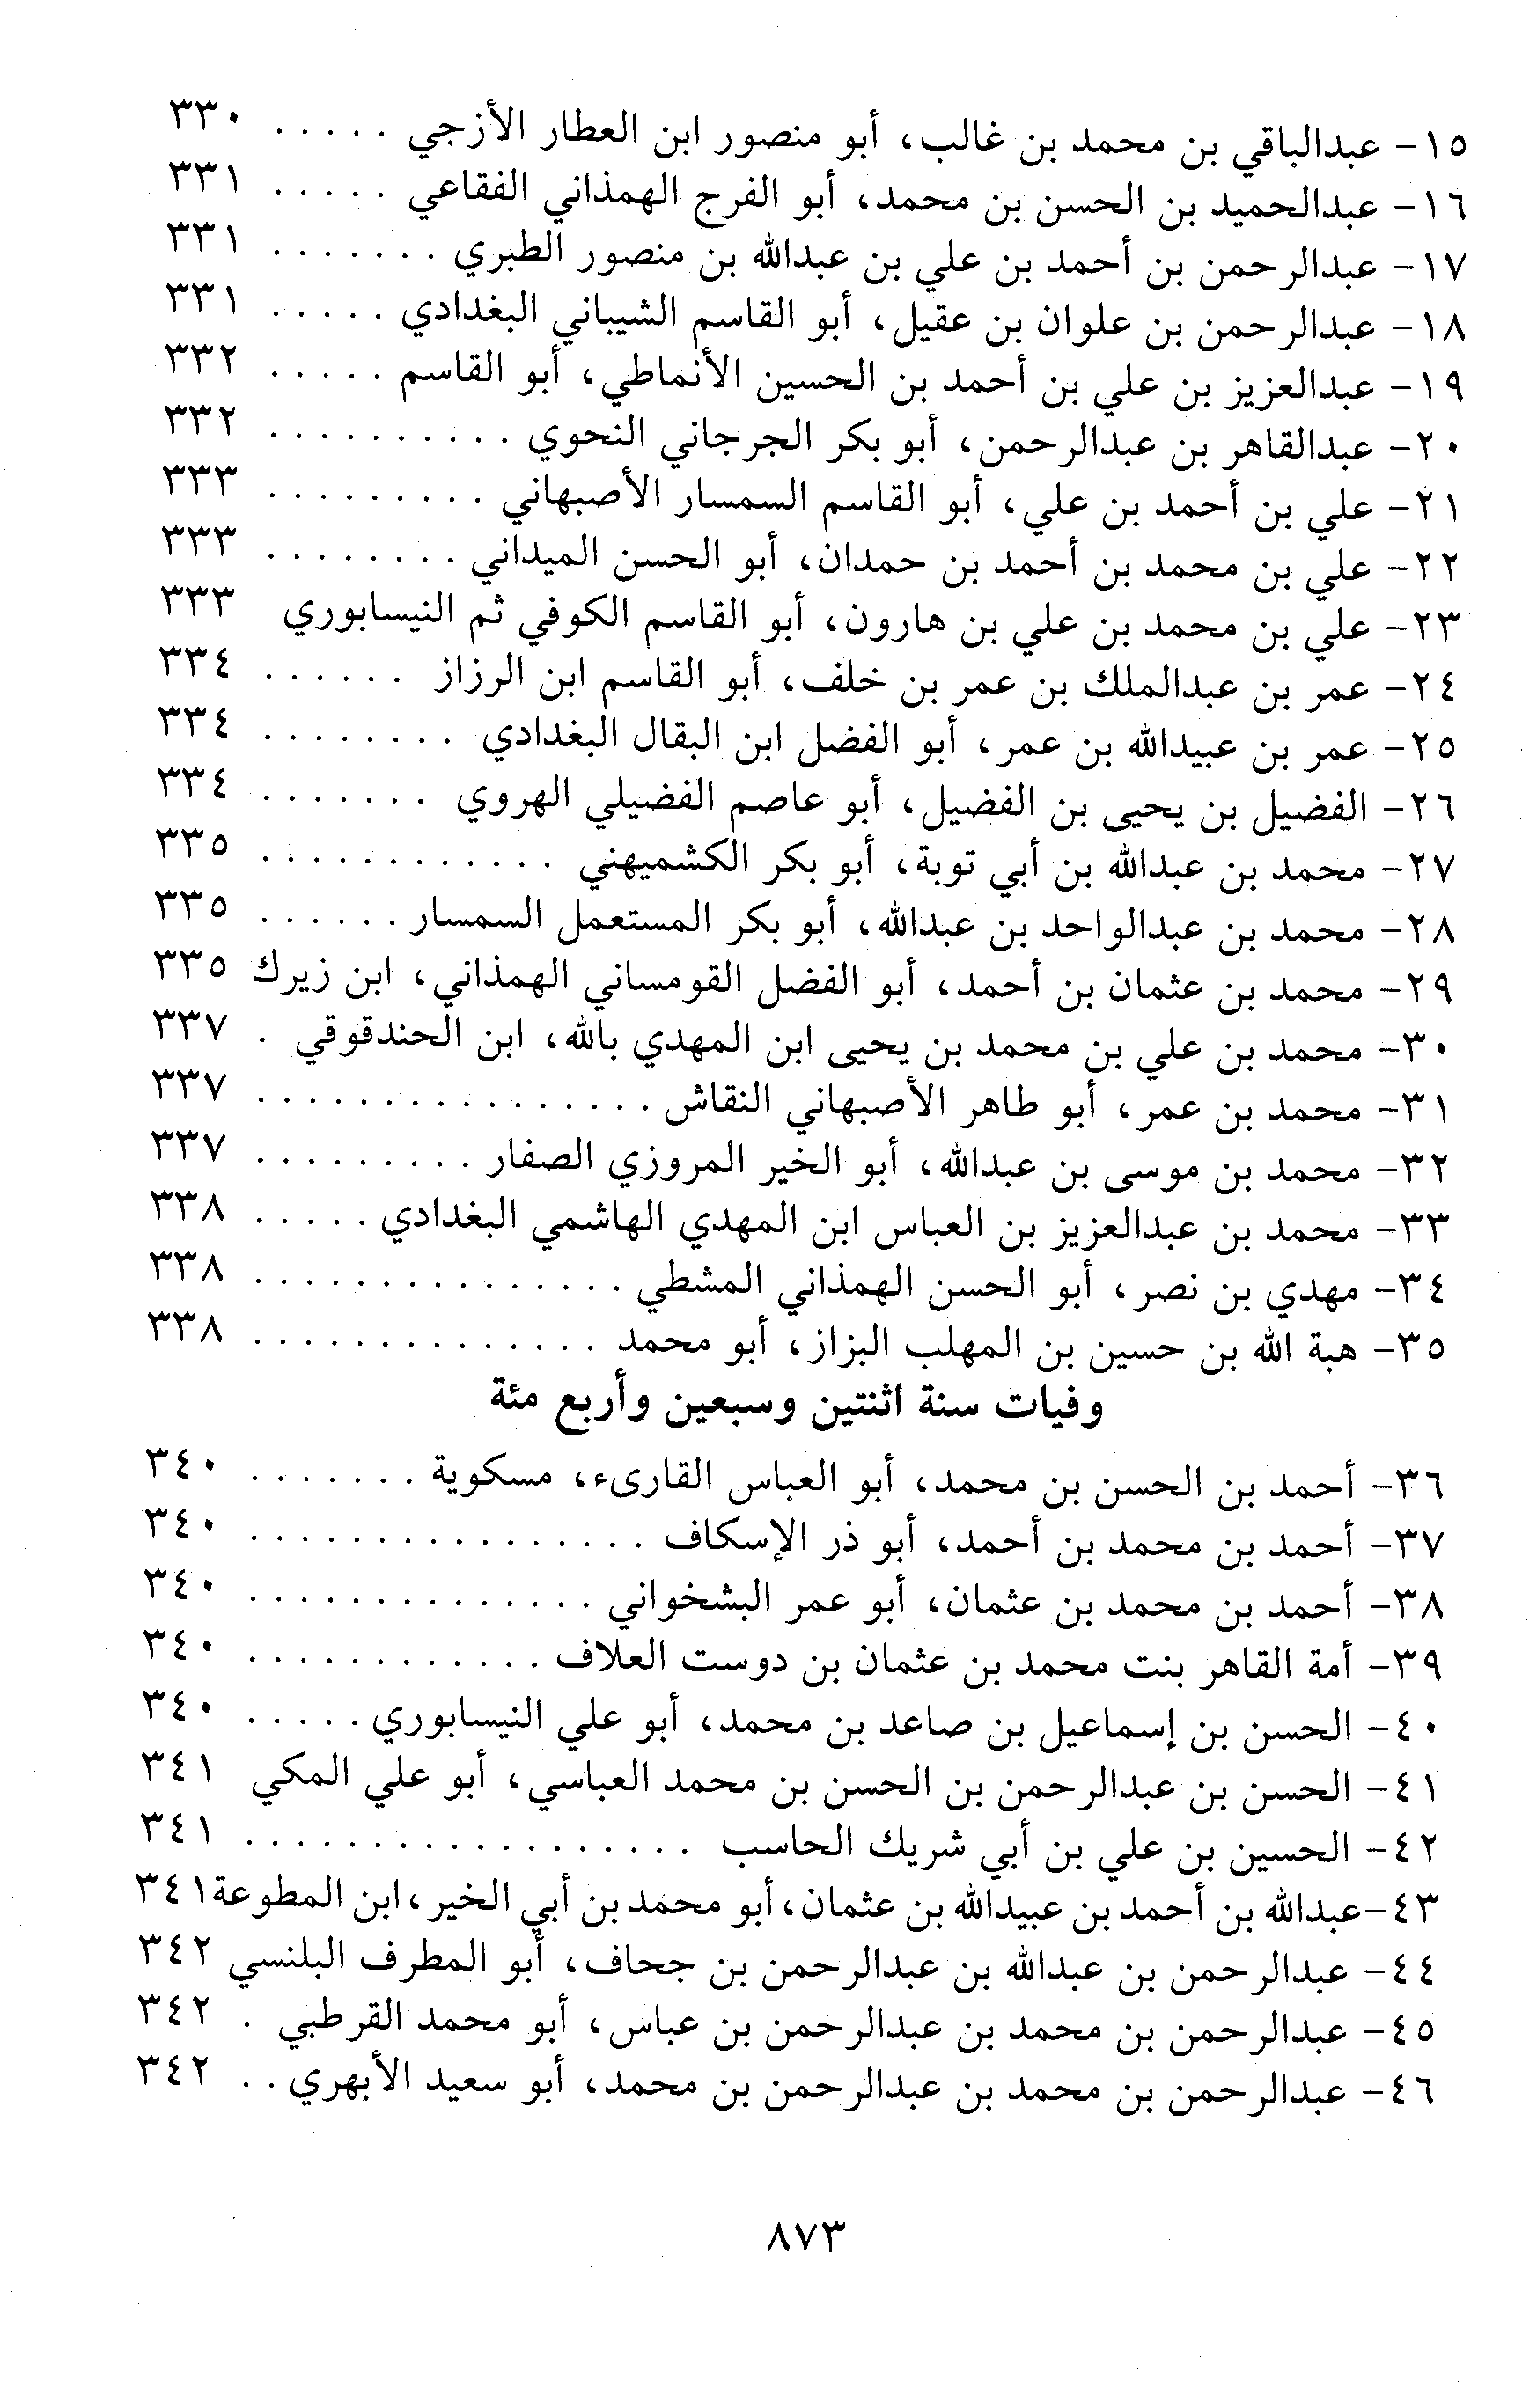 ١٥- عبدالباقي بن محمد بن غالب، أبو منصور ابن العطار الأزجي . . . . . ٣٣٠
١٦- عبدالحميد بن الحسن بن محمد، أبو الفرج الهمذاني الفقاعي . . . . . ٣٣١
١٧- عبدالرحمن بن أحمد بن علي بن عبدالله بن منصور الطبري . . . . . . . ٣٣١
١٨- عبدالرحمن بن علوان بن عقيل، أبو القاسم الشيباني البغدادي . . . . . . ٣٣١
١٩- عبدالعزيز بن علي بن أحمد بن الحسين الأنماطي، أبو القاسم . . . . . ٣٣٢
٢٠- عبدالقاهر بن عبدالرحمن، أبو بكر الجرجاني النحوي . . . . . . . . . . ٣٣٢
٢١- علي بن أحمد بن علي، أبو القاسم السمسار الأصبهاني . . . . . . . . . ٣٣٣
٢٢- علي بن محمد بن أحمد بن حمدان، أبو الحسن الميداني . . . . . . . . ٣٣٣
٢٣- علي بن محمد بن علي بن هارون، أبو القاسم الكوفي ثم النيسابوري ٣٣٣
٢٤- عمر بن عبدالملك بن عمر بن خلف، أبو القاسم ابن الرزاز . . . . . . ٣٣٤
٢٥- عمر بن عبيدالله بن عمر، أبو الفضل ابن البقال البغدادي . . . . . . . . ٣٣٤
٢٦- الفضيل بن يحيى بن الفضيل، أبو عاصم الفضيلي الهروي . . . . . . . ٣٣٤
٢٧- محمد بن عبدالله بن أبي توبة، أبو بكر الكشميهني . . . . . . . . . . . . ٣٣٥
٢٨- محمد بن عبدالواحد بن عبدالله، أبو بكر المستعمل السمسار . . . . . . ٣٣٥
٢٩- محمد بن عثمان بن أحمد، أبو الفضل القومساني الهمذاني، ابن زيرك ٣٣٥
٣٠- محمد بن علي بن محمد بن يحيى ابن المهدي بالله، ابن الحندقوقي . ٣٣٧
٣١- محمد بن عمر، أبو طاهر الأصبهاني النقاش . . . . . . . . . . . . . . . . ٣٣٧
٣٢- محمد بن موسى بن عبدالله، أبو الخير المروزي الصفار . . . . . . . . . ٣٣٧
٣٣- محمد بن عبدالعزيز بن العباس ابن المهدي الهاشمي البغدادي . . . . . ٣٣٨
٣٤- مهدي بن نصر، أبو الحسن الهمذاني المشطي . . . . . . . . . . . . . . . ٣٣٨
٣٥- هبة الله بن حسين بن المهلب البزاز، أبو محمد . . . . . . . . . . . . . . ٣٣٨
وفيات سنة اثنتين وسبعين وأربع مئة
٣٦- أحمد بن الحسن بن محمد، أبو العباس القارىء، مسكوية . . . . . . . ٣٤٠
٣٧- أحمد بن محمد بن أحمد، أبو ذر الإسكاف . . . . . . . . . . . . . . . . ٣٤٠
٣٨- أحمد بن محمد بن عثمان، أبو عمر البشخواني . . . . . . . . . . . . . . ٣٤٠
٣٩- أمة القاهر بنت محمد بن عثمان بن دوست العلاف . . . . . . . . . . . . ٣٤٠
٤٠- الحسن بن إسماعيل بن صاعد بن محمد، أبو علي النيسابوري . . . . . ٣٤٠
٤١- الحسن بن عبدالرحمن بن الحسن بن محمد العباسي، أبو علي المكي ٣٤١
٤٢- الحسين بن علي بن أبي شريك الحاسب . . . . . . . . . . . . . . . . . . ٣٤١
٤٣- عبدالله بن أحمد بن عبيدالله بن عثمان، أبو محمد بن أبي الخير، ابن المطوعة ٣٤١
٤٤- عبدالرحمن بن عبدالله بن عبدالرحمن بن جحاف، أبو المطرف البلنسي ٣٤٢
٤٥- عبدالرحمن بن محمد بن عبدالرحمن بن عباس، أبو محمد القرطبي . ٣٤٢
٤٦- عبدالرحمن بن محمد بن عبدالرحمن بن محمد، أبو سعيد الأبهري . . ٣٤٢
٨٧٣